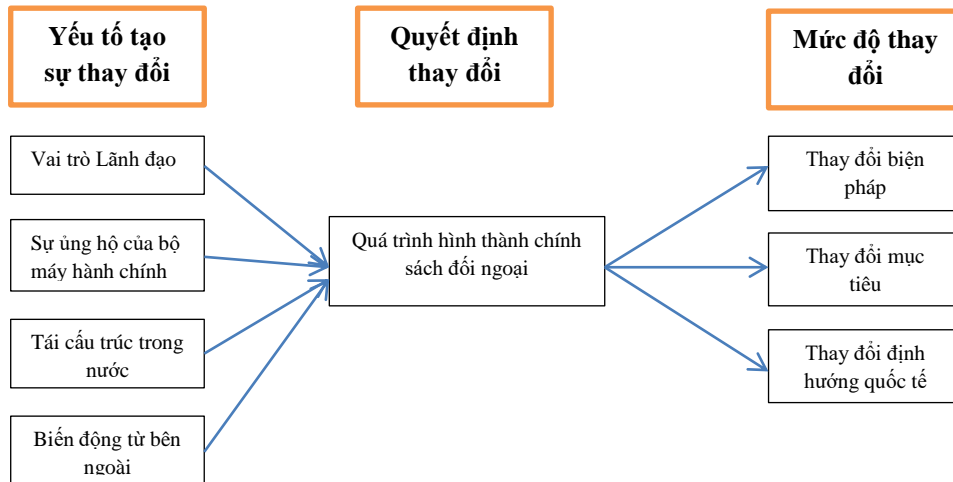 Yếu tố tạo
sự thay đổi
Quyết định
thay đổi
Mức độ thay
đổi
Vai trò Lãnh đạo
Sự ủng hộ của bộ
máy hành chính
Tái cấu trúc trong
nước
Biến động từ bên
ngoài
Quá trình hình thành chính
sách đối ngoại
Thay đổi biện
pháp
Thay đổi mục
tiêu
Thay đổi định
hướng quốc tế